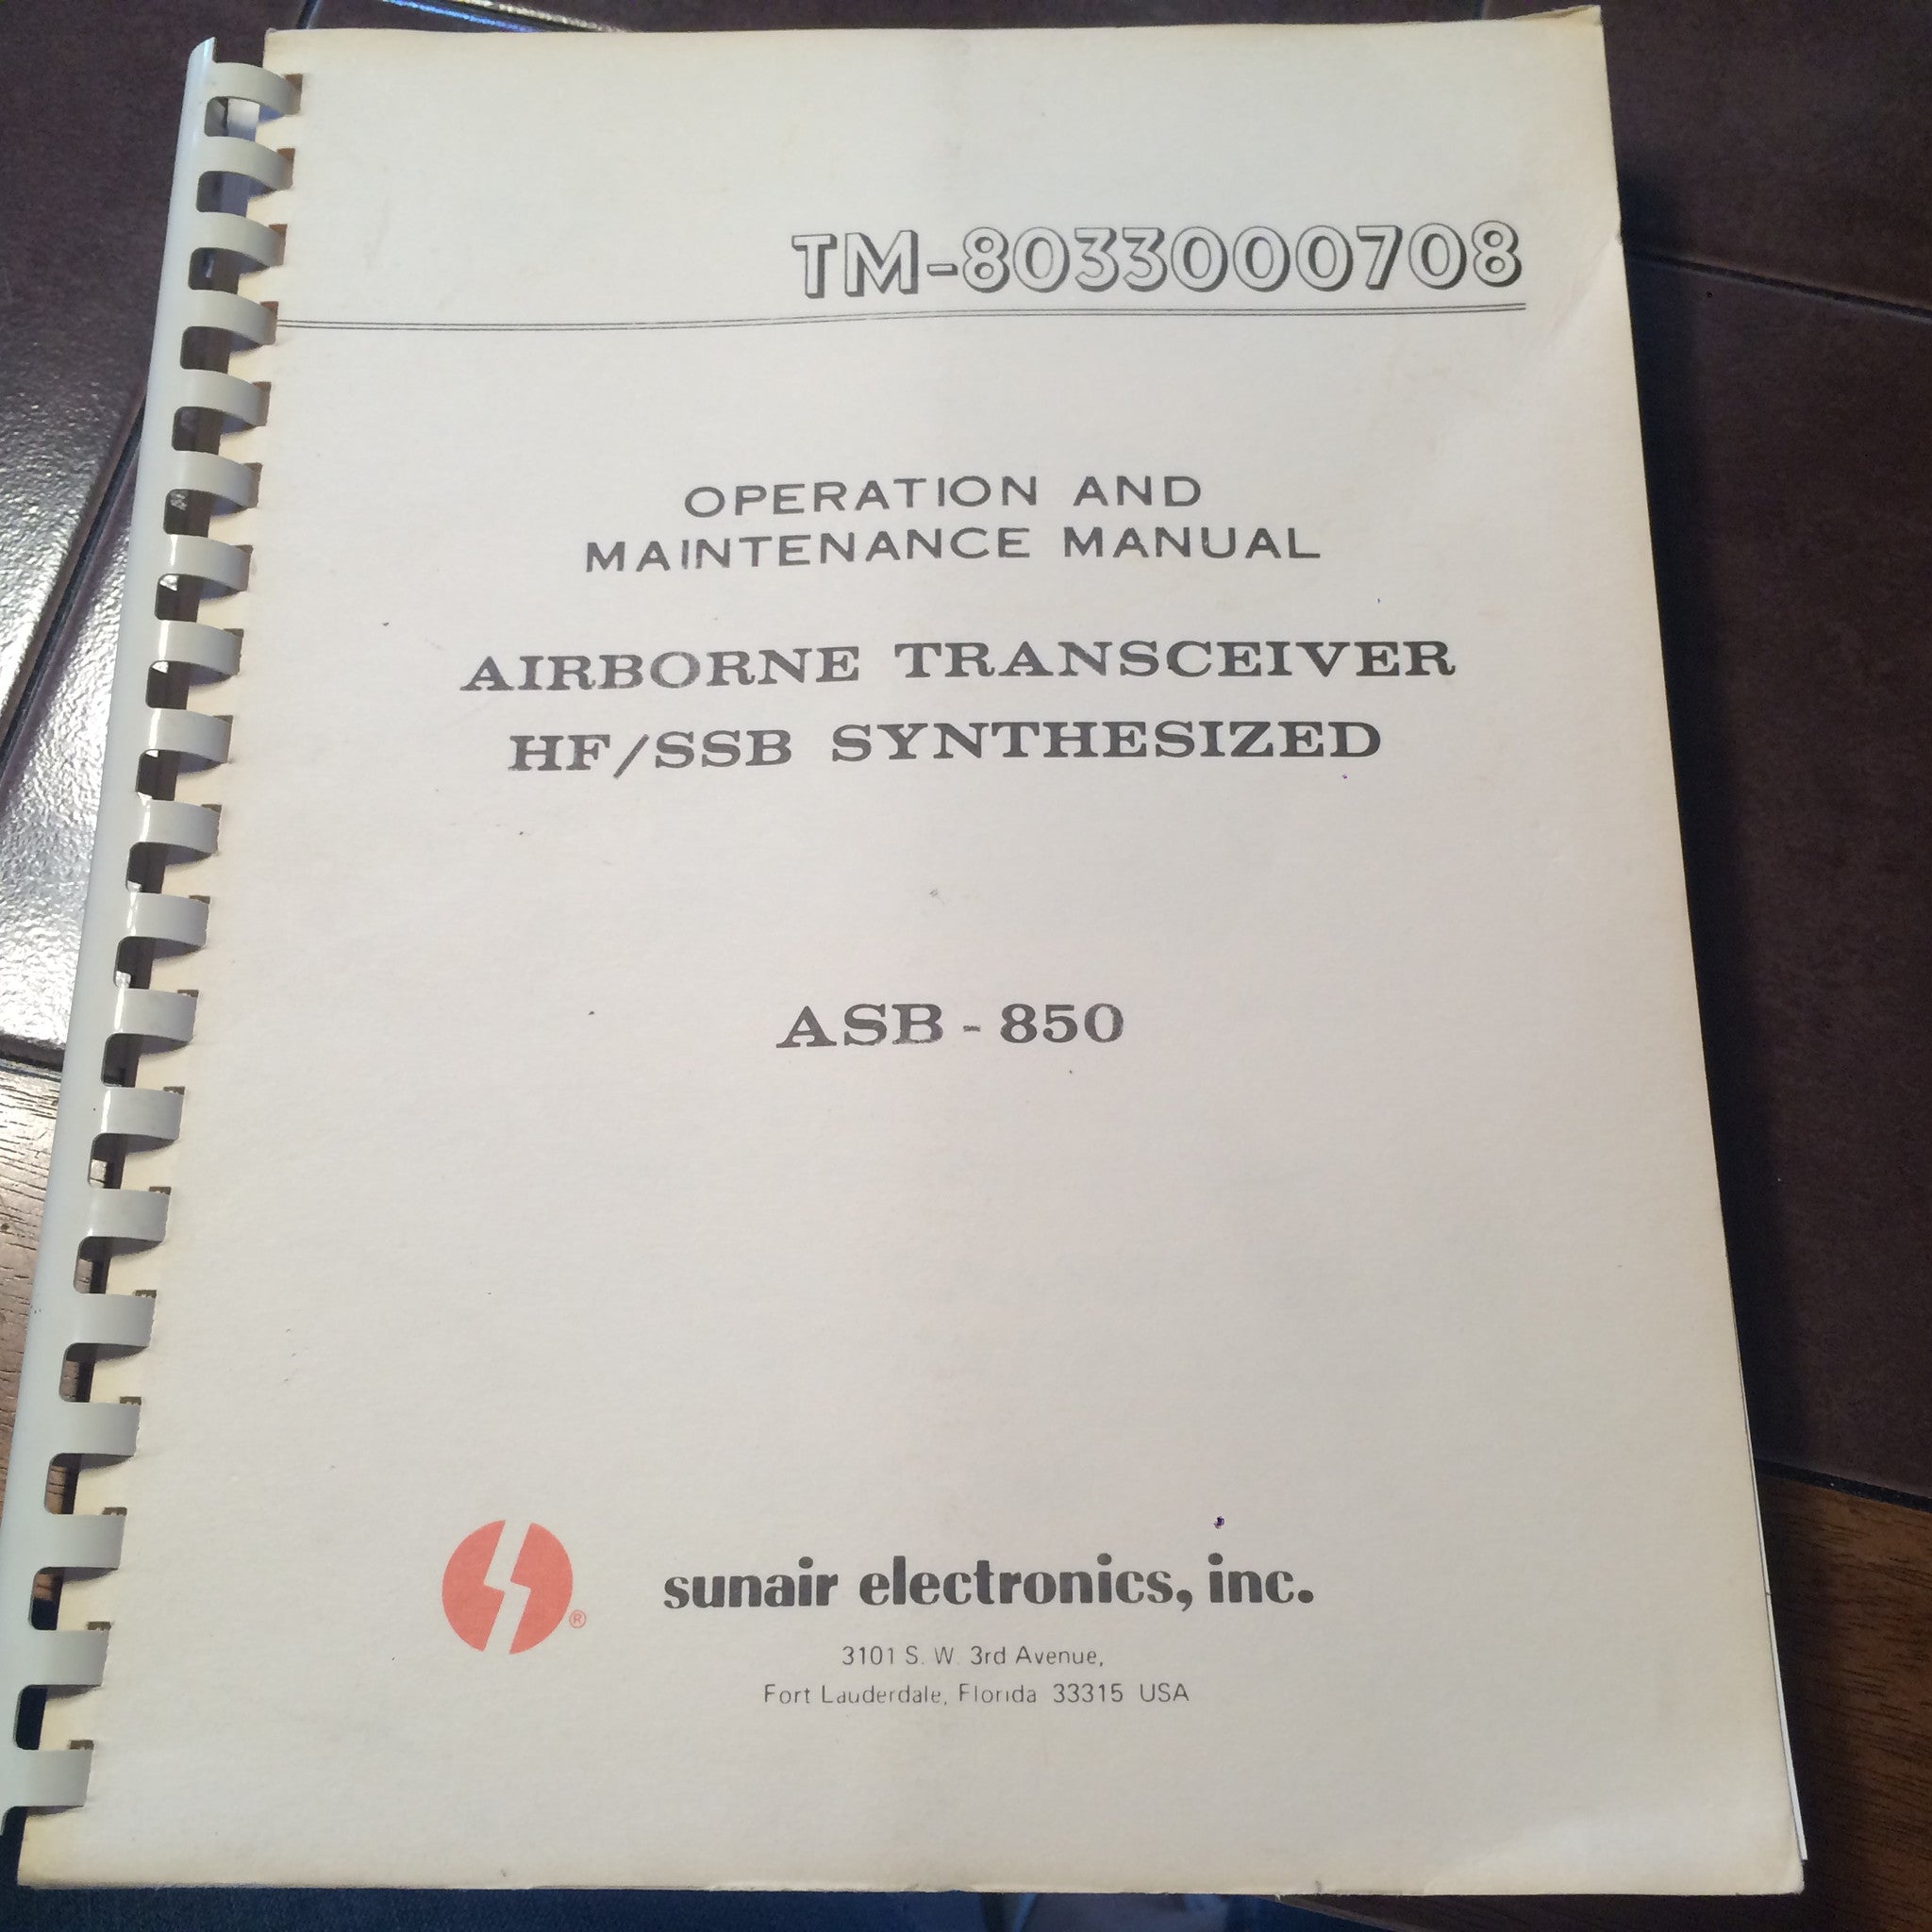 TM-8033000708
OPERATION AND
MAINTENANCE MANUAL
AIRBORNE TRANSCEIVER
HF/SSB SYNTHESIZED
ASB-850
®
sunair electronics, inc.
3101 S. W. 3rd Avenue,
Fort Lauderdale, Florida 33315 USA